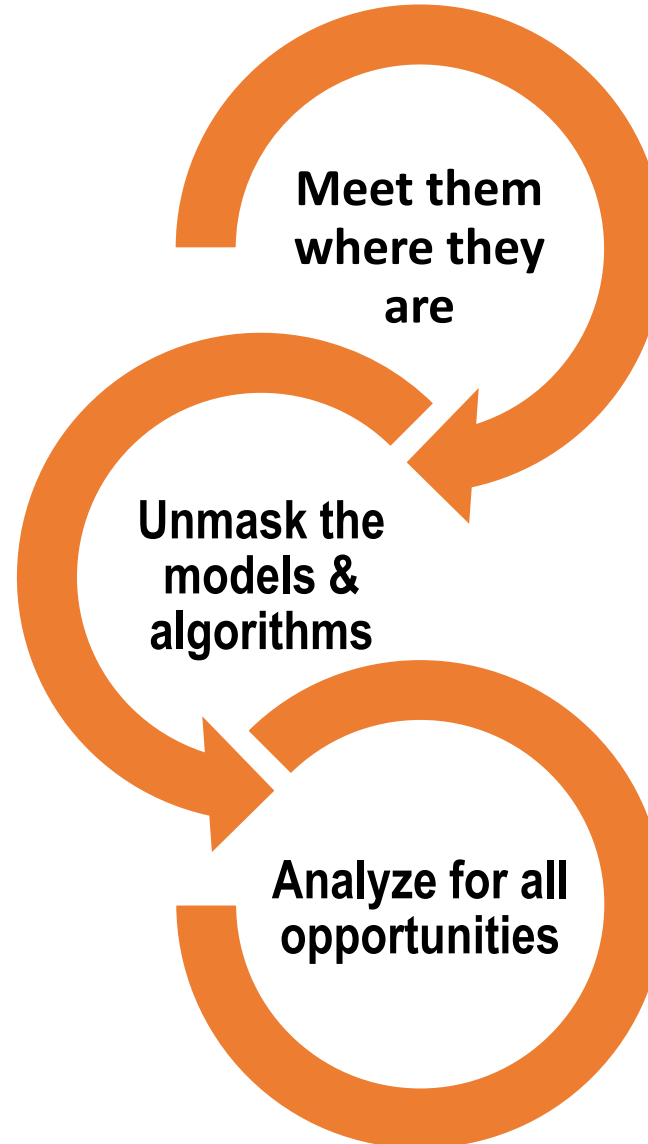 Meet them
where they
are
Unmask the
models &
algorithms
Analyze for all
opportunities